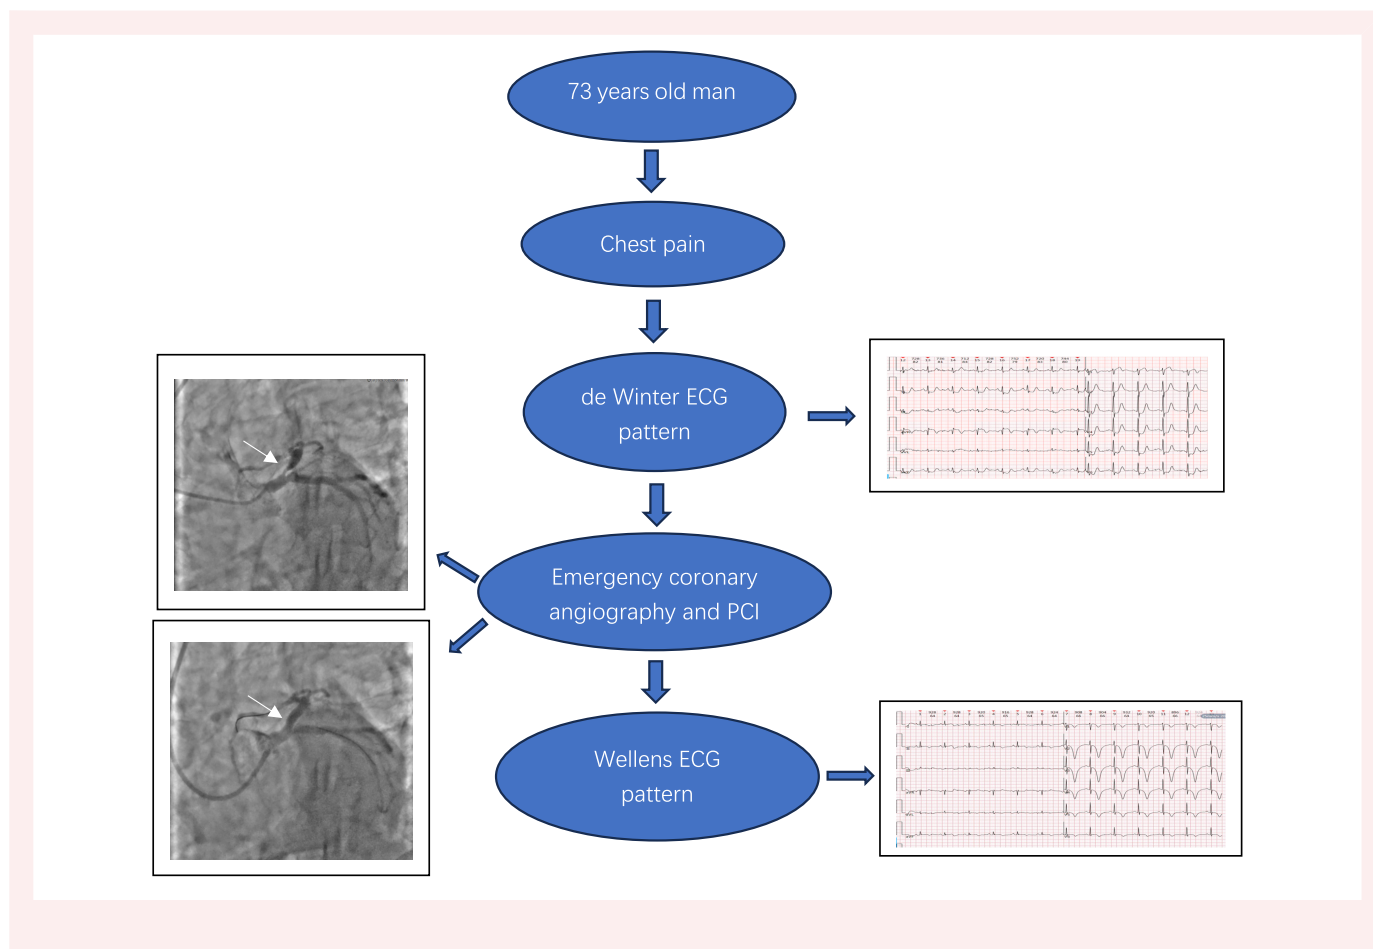 73 years old man
Chest pain
de Winter ECG
pattern
Emergency coronary
angiography and PCI
Wellens ECG
pattern